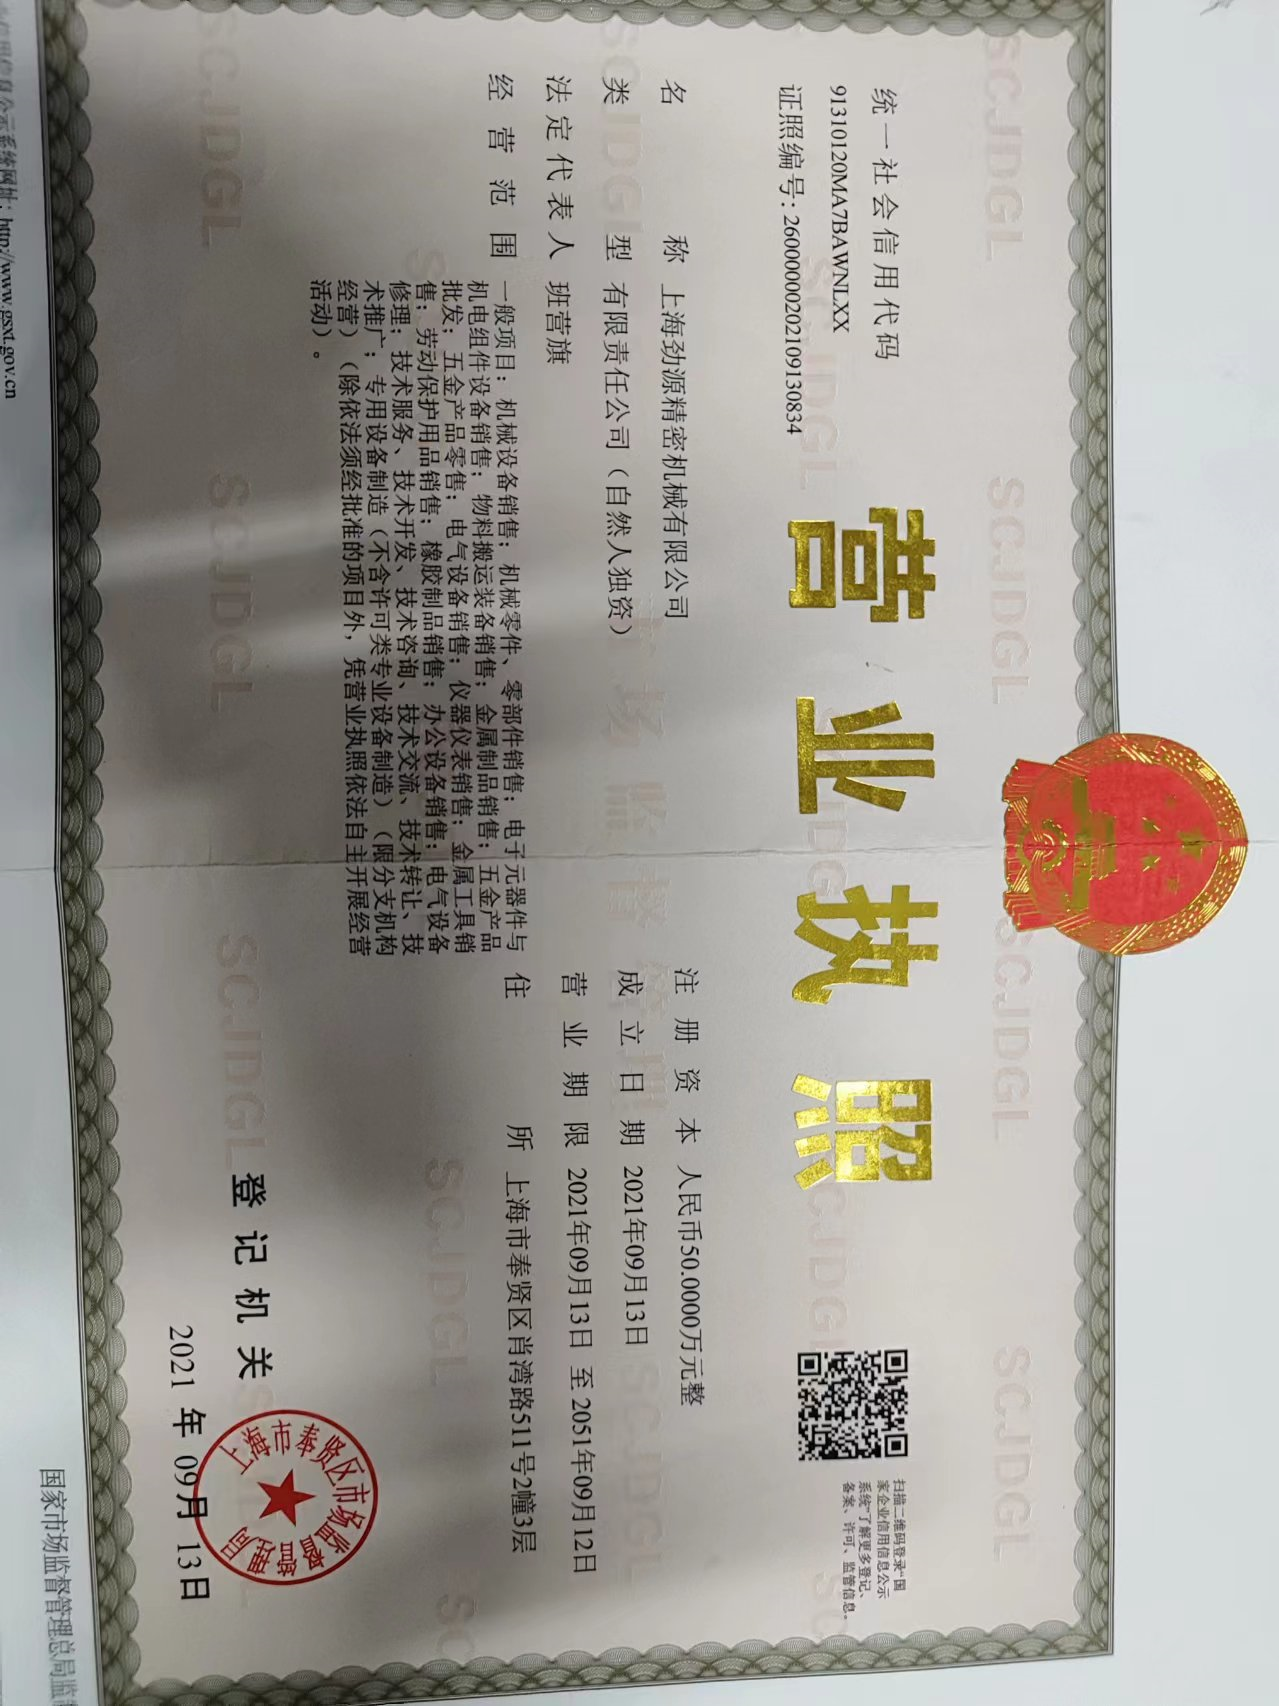 营业执照
统一社会信用代码
91310120MA7BAWNLXX
证照编号：26000000202109130834
扫描二维码登录“国
家企业信用信息公示
系统”了解更多登记、
备案、许可、监管信息。
名 称 上海劲源精密机械有限公司
类 型 有限责任公司（自然人独资）
法定代表人 班营旗
经营范围 一般项目：机械设备销售；机械零件、零部件销售；电子元器件与
机电组件设备销售；物料搬运装备销售；金属制品销售；五金产品
批发；五金产品零售；电气设备销售；仪器仪表销售；金属工具销
售；劳动保护用品销售；橡胶制品销售；办公设备销售；电气设备
修理；技术服务、技术开发、技术咨询、技术交流、技术转让、技
术推广；专用设备制造（不含许可类专业设备制造）（限分支机构
经营）（除依法须经批准的项目外，凭营业执照依法自主开展经营
活动）。
注册资本 人民币50.0000万元整
成立日期 2021年09月13日
营业期限 2021年09月13日 至 2051年09月12日
住 所 上海市奉贤区肖湾路511号2幢3层
登记机关
上海市奉贤区市场监督管理局
2021 年 09月 13日
信用信息公示系统网址：http://www.gsxt.gov.cn
国家市场监督管理总局监